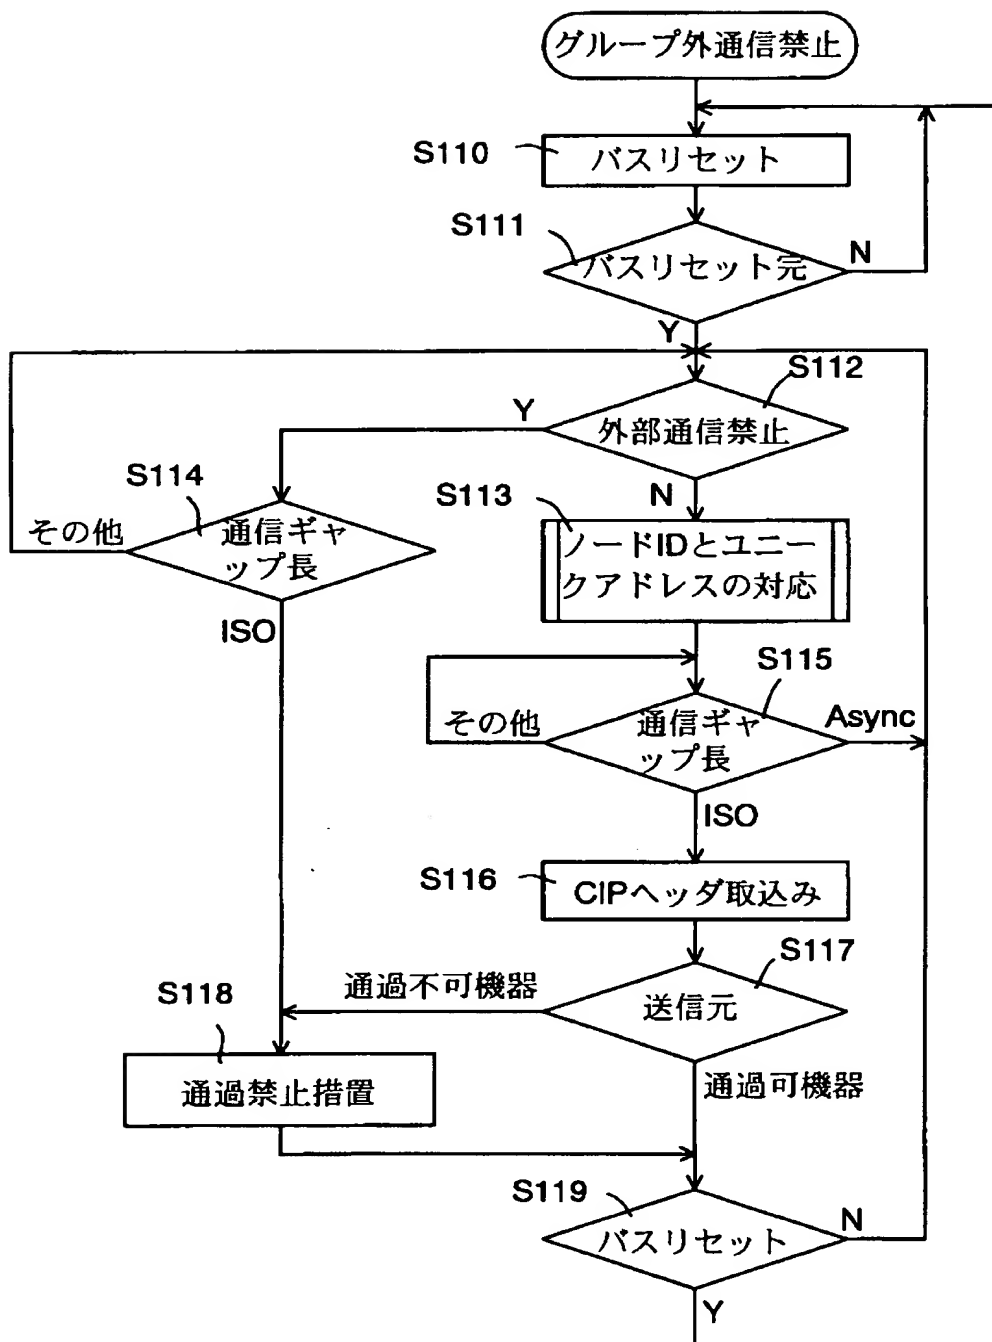 グループ外通信禁止
S110
バスリセット
S111
バスリセット完
N
Y
S112
外部通信禁止
Y
N
S114
通信ギャ
ップ長
その他
ISO
S113
ノードIDとユニー
クアドレスの対応
S115
通信ギャ
ップ長
その他
Async
ISO
S116
CIPヘッダ取込み
S117
送信元
通過不可機器
通過可機器
S118
通過禁止措置
S119
バスリセット
N
Y